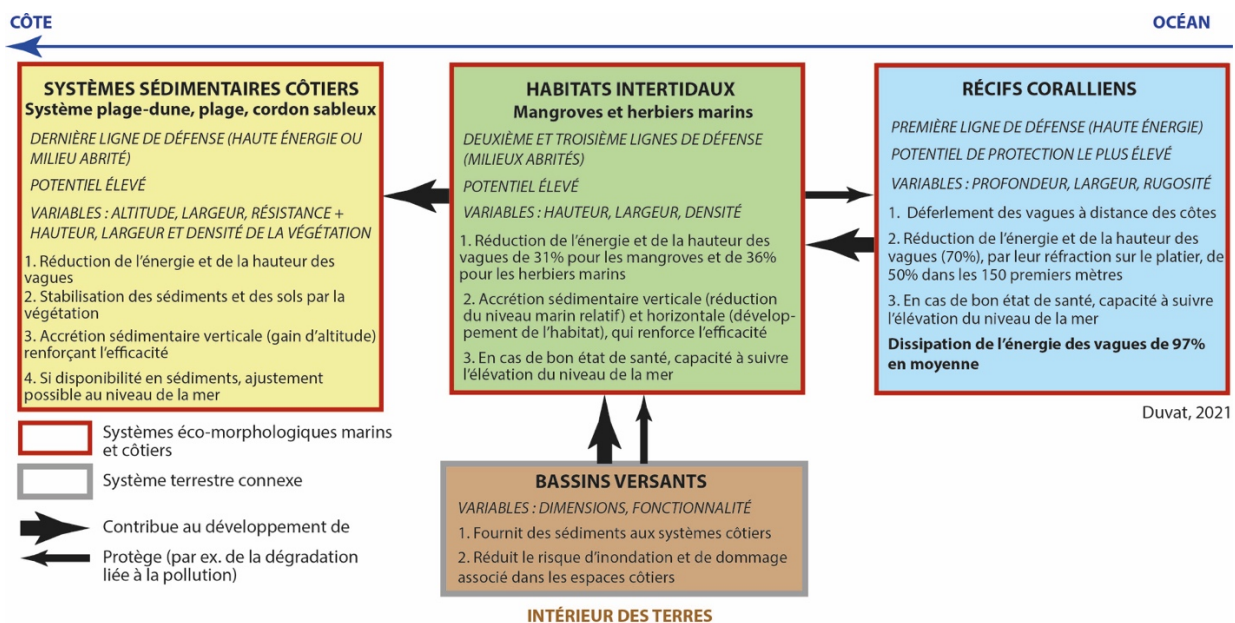 CÔTE
OCÉAN
SYSTÈMES SÉDIMENTAIRES CÔTIERS
Système plage-dune, plage, cordon sableux
DERNIÈRE LIGNE DE DÉFENSE (HAUTE ÉNERGIE OU
MILIEU ABRITÉ)
POTENTIEL ÉLEVÉ
VARIABLES : ALTITUDE, LARGEUR, RÉSISTANCE +
HAUTEUR, LARGEUR ET DENSITÉ DE LA VÉGÉTATION
1. Réduction de l'énergie et de la hauteur des
vagues
2. Stabilisation des sédiments et des sols par la
végétation
3. Accrétion sédimentaire verticale (gain d'altitude)
renforçant l'efficacité
4. Si disponibilité en sédiments, ajustement
possible au niveau de la mer
HABITATS INTERTIDAUX
Mangroves et herbiers marins
DEUXIÈME ET TROISIÈME LIGNES DE DÉFENSE
(MILIEUX ABRITÉS)
POTENTIEL ÉLEVÉ
VARIABLES : HAUTEUR, LARGEUR, DENSITÉ
1. Réduction de l'énergie et de la hauteur des
vagues de 31% pour les mangroves et de 36%
pour les herbiers marins
2. Accrétion sédimentaire verticale (réduction
du niveau marin relatif) et horizontale (dévelop-
pement de l'habitat), qui renforce l'efficacité
3. En cas de bon état de santé, capacité à suivre
l'élévation du niveau de la mer
RÉCIFS CORALLIENS
PREMIÈRE LIGNE DE DÉFENSE (HAUTE ÉNERGIE)
POTENTIEL DE PROTECTION LE PLUS ÉLEVÉ
VARIABLES : PROFONDEUR, LARGEUR, RUGOSITÉ
1. Déferlement des vagues à distance des côtes
2. Réduction de l'énergie et de la hauteur des
vagues (70%), par leur réfraction sur le platier, de
50% dans les 150 premiers mètres
3. En cas de bon état de santé, capacité à suivre
l'élévation du niveau de la mer
Dissipation de l'énergie des vagues de 97%
en moyenne
Duvat, 2021
Systèmes éco-morphologiques marins
et côtiers
Système terrestre connexe
Contribue au développement de
Protège (par ex. de la dégradation
liée à la pollution)
BASSINS VERSANTS
VARIABLES : DIMENSIONS, FONCTIONNALITÉ
1. Fournit des sédiments aux systèmes côtiers
2. Réduit le risque d'inondation et de dommage
associé dans les espaces côtiers
INTÉRIEUR DES TERRES